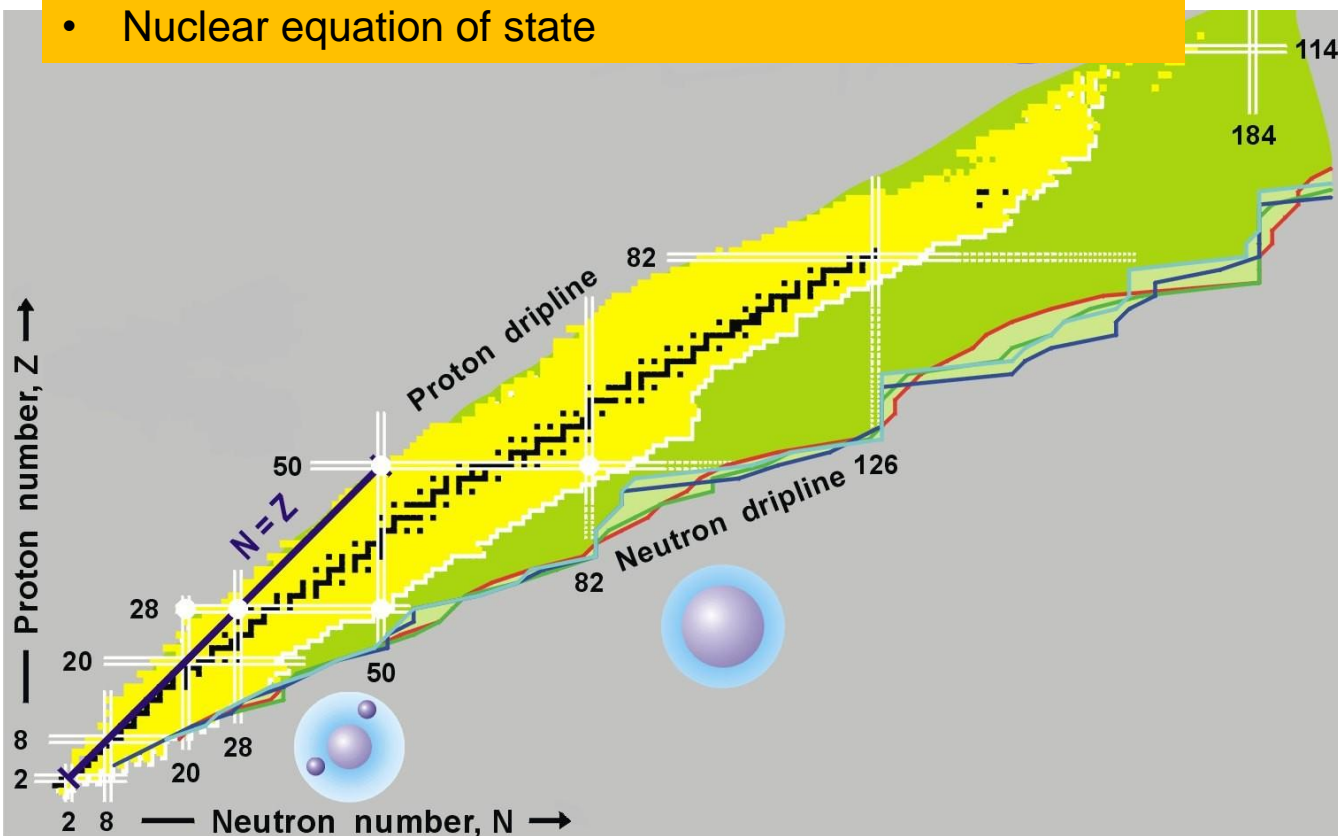 • Nuclear equation of state
114
184
82
Proton dripline
Proton number, Z
50
N=Z
126
Neutron dripline
82
28
20
50
8
28
20
2
2 8
Neutron number, N